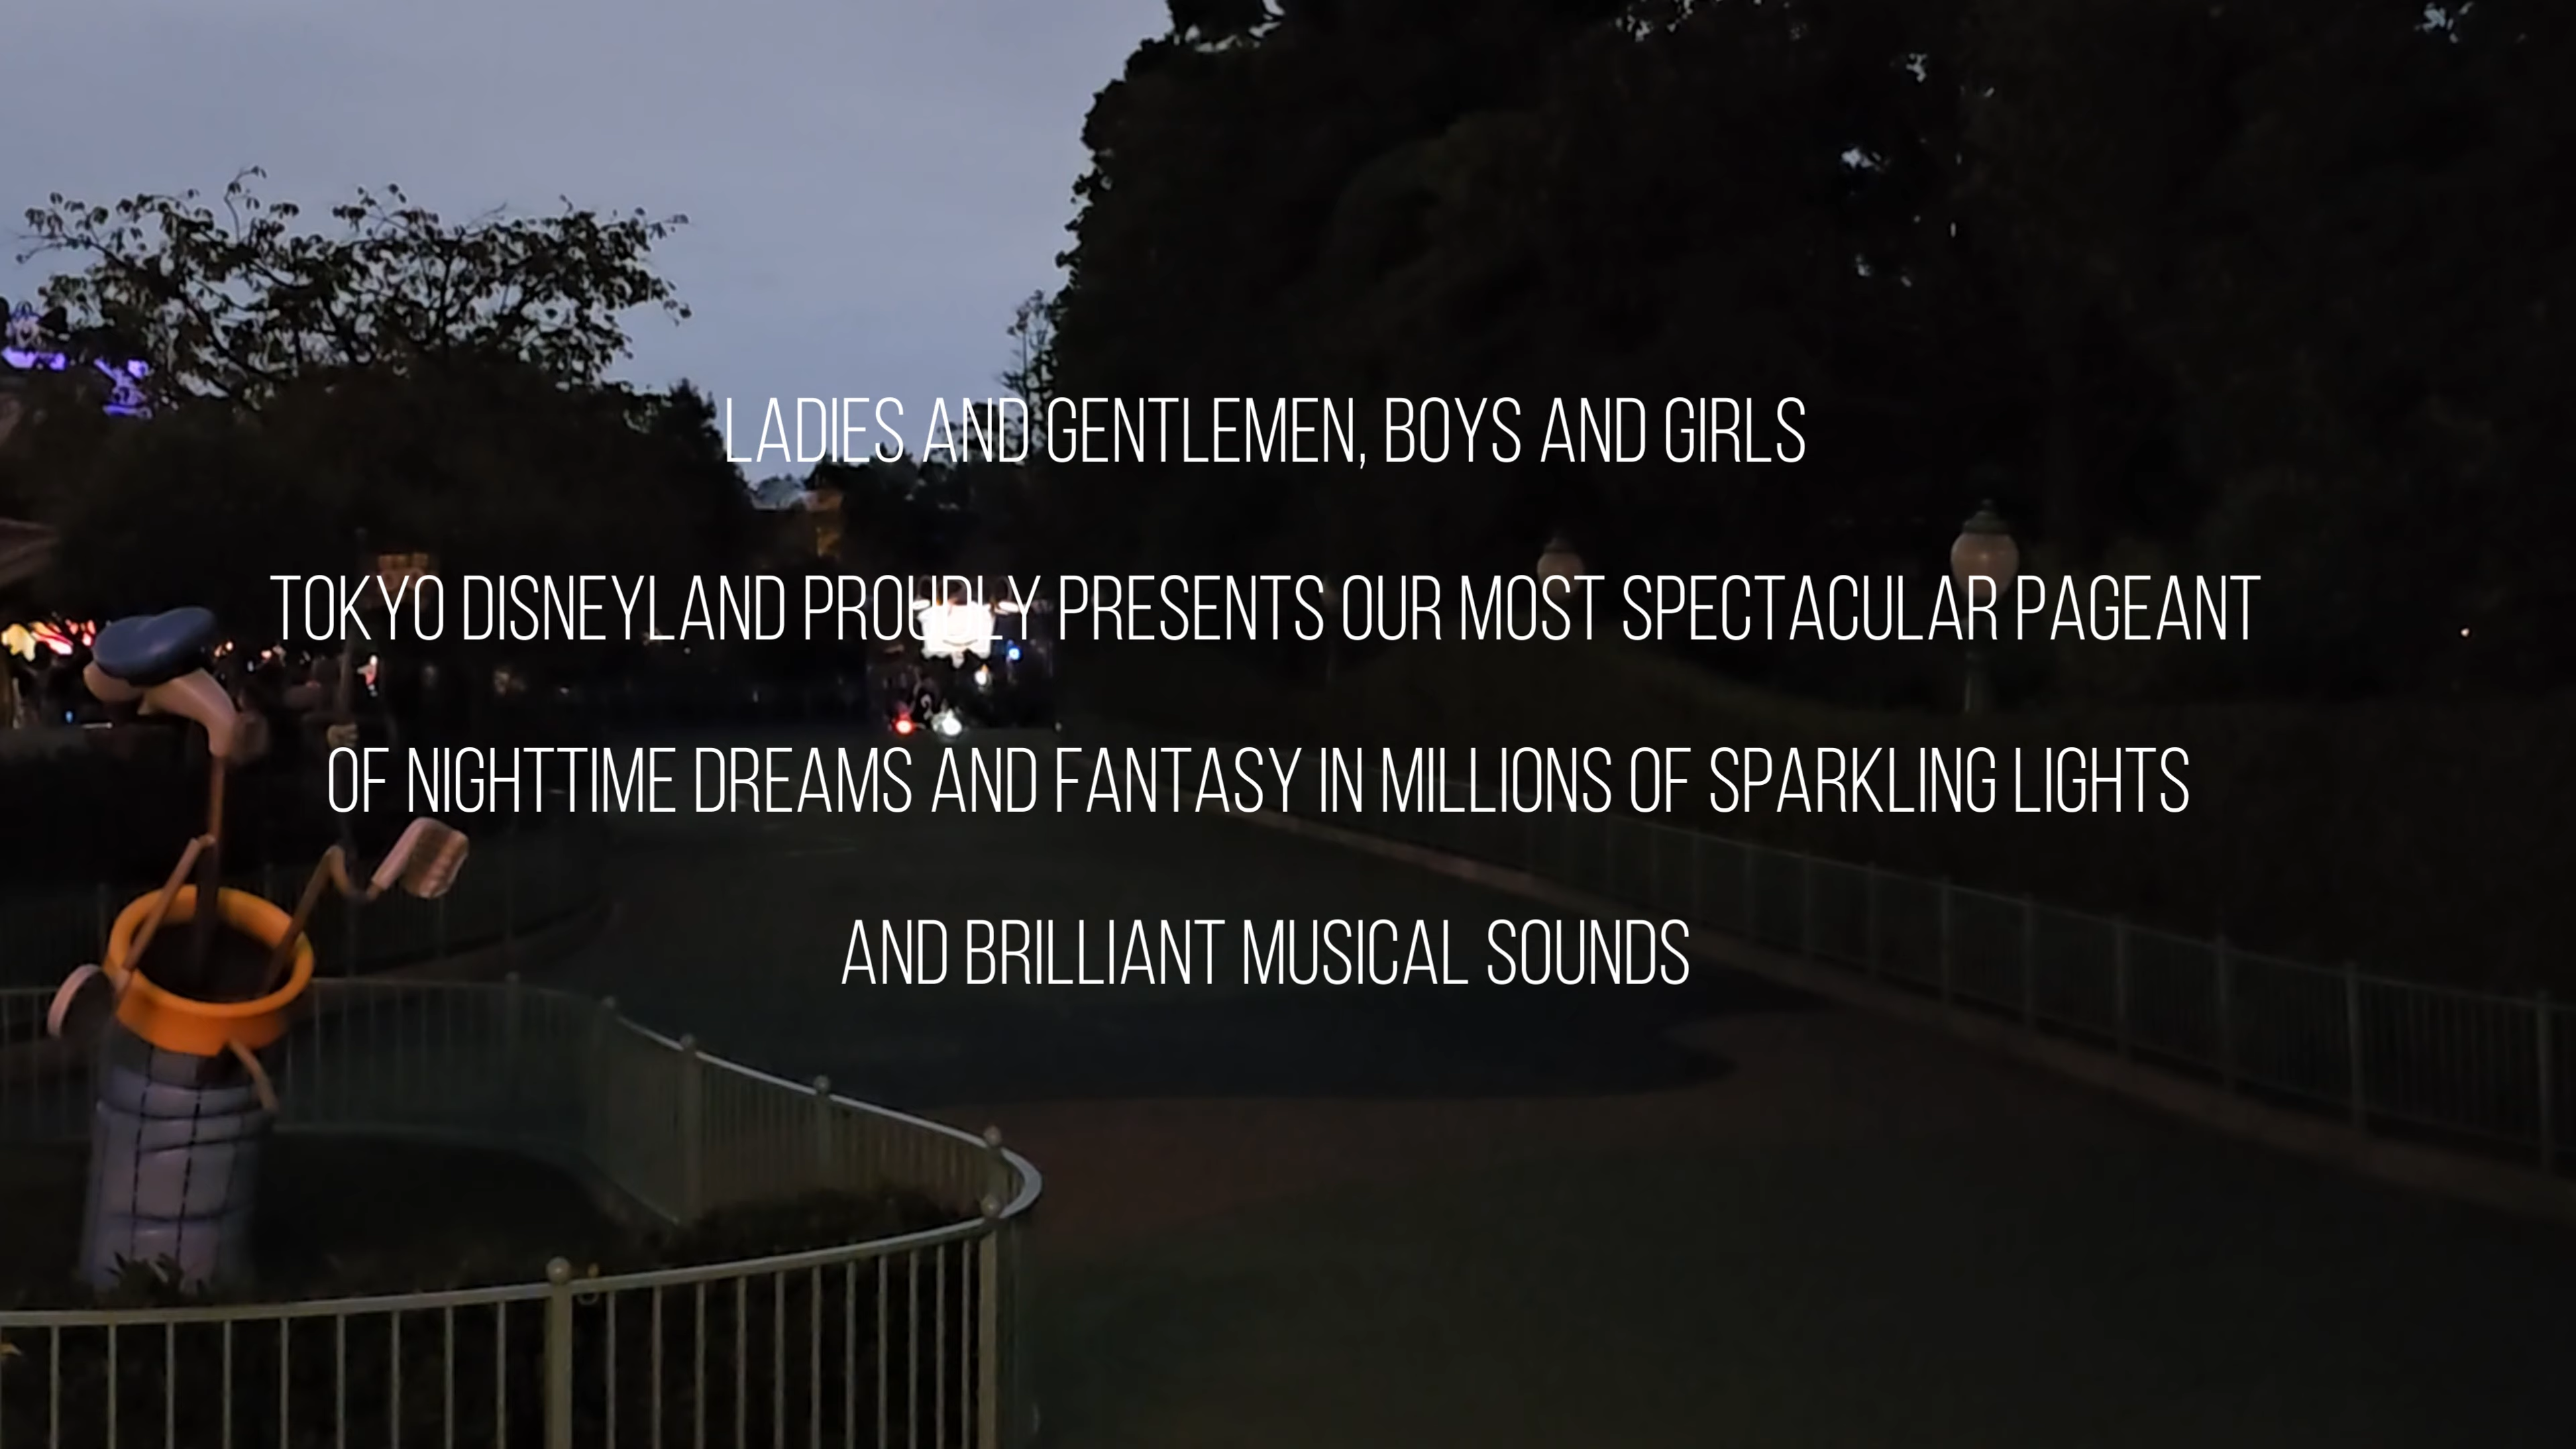 LADIES AND GENTLEMEN, BOYS AND GIRLS
TOKYO DISNEYLAND PROUDLY PRESENTS OUR MOST SPECTACULAR PAGEANT
OF NIGHTTIME DREAMS AND FANTASY IN MILLIONS OF SPARKLING LIGHTS
AND BRILLIANT MUSICAL SOUNDS